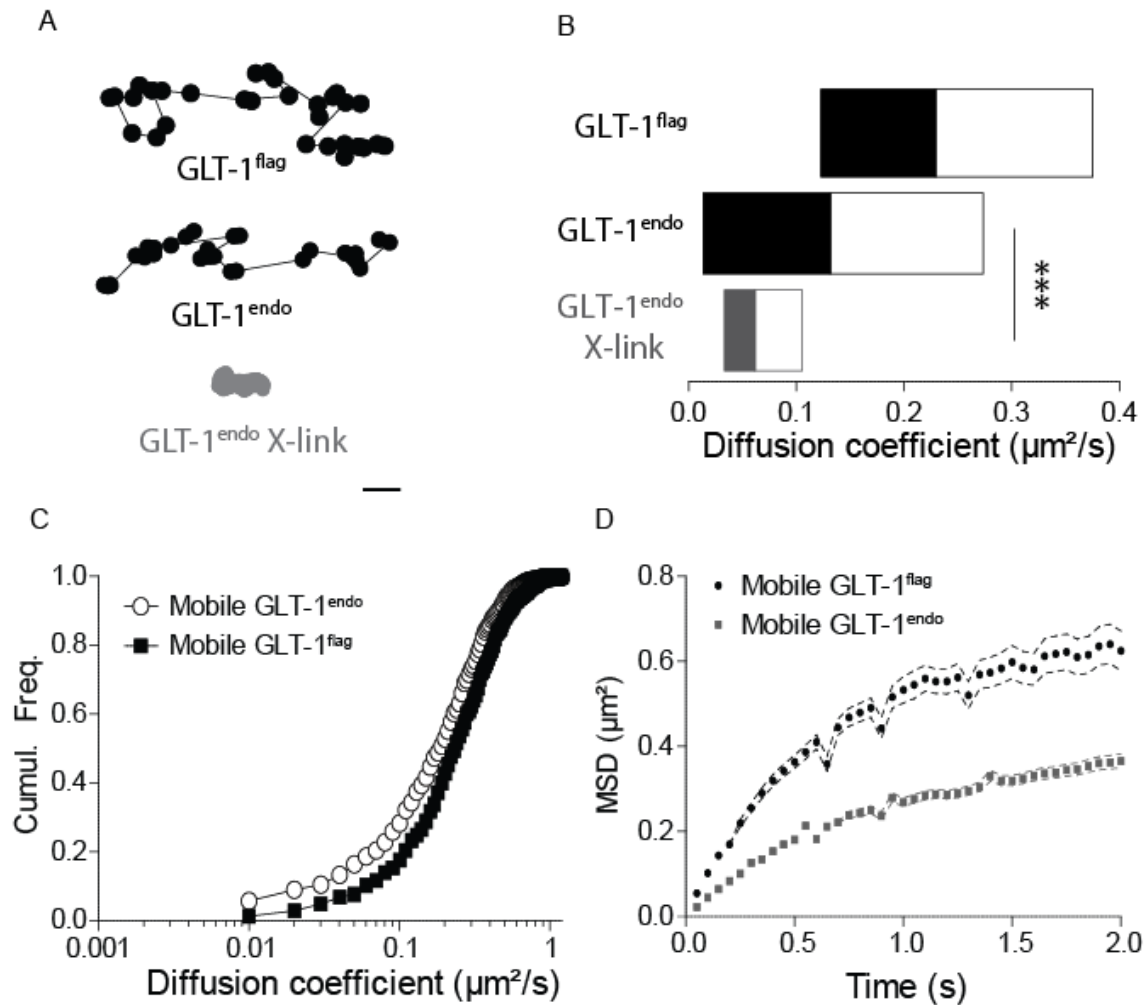 A
GLT-1flag
GLT-1endo
GLT-1endo X-link
B
GLT-1flag
GLT-1endo
GLT-1endo
X-link
***
0.0 0.1 0.2 0.3 0.4
Diffusion coefficient (µm²/s)
C
Cumul. Freq.
1.0
0.8
0.6
0.4
0.2
0.0
Mobile GLT-1endo
Mobile GLT-1flag
0.001 0.01 0.1 1
Diffusion coefficient (µm²/s)
D
MSD (µm²)
0.8
0.6
0.4
0.2
0.0
Mobile GLT-1flag
Mobile GLT-1endo
0.0 0.5 1.0 1.5 2.0
Time (s)